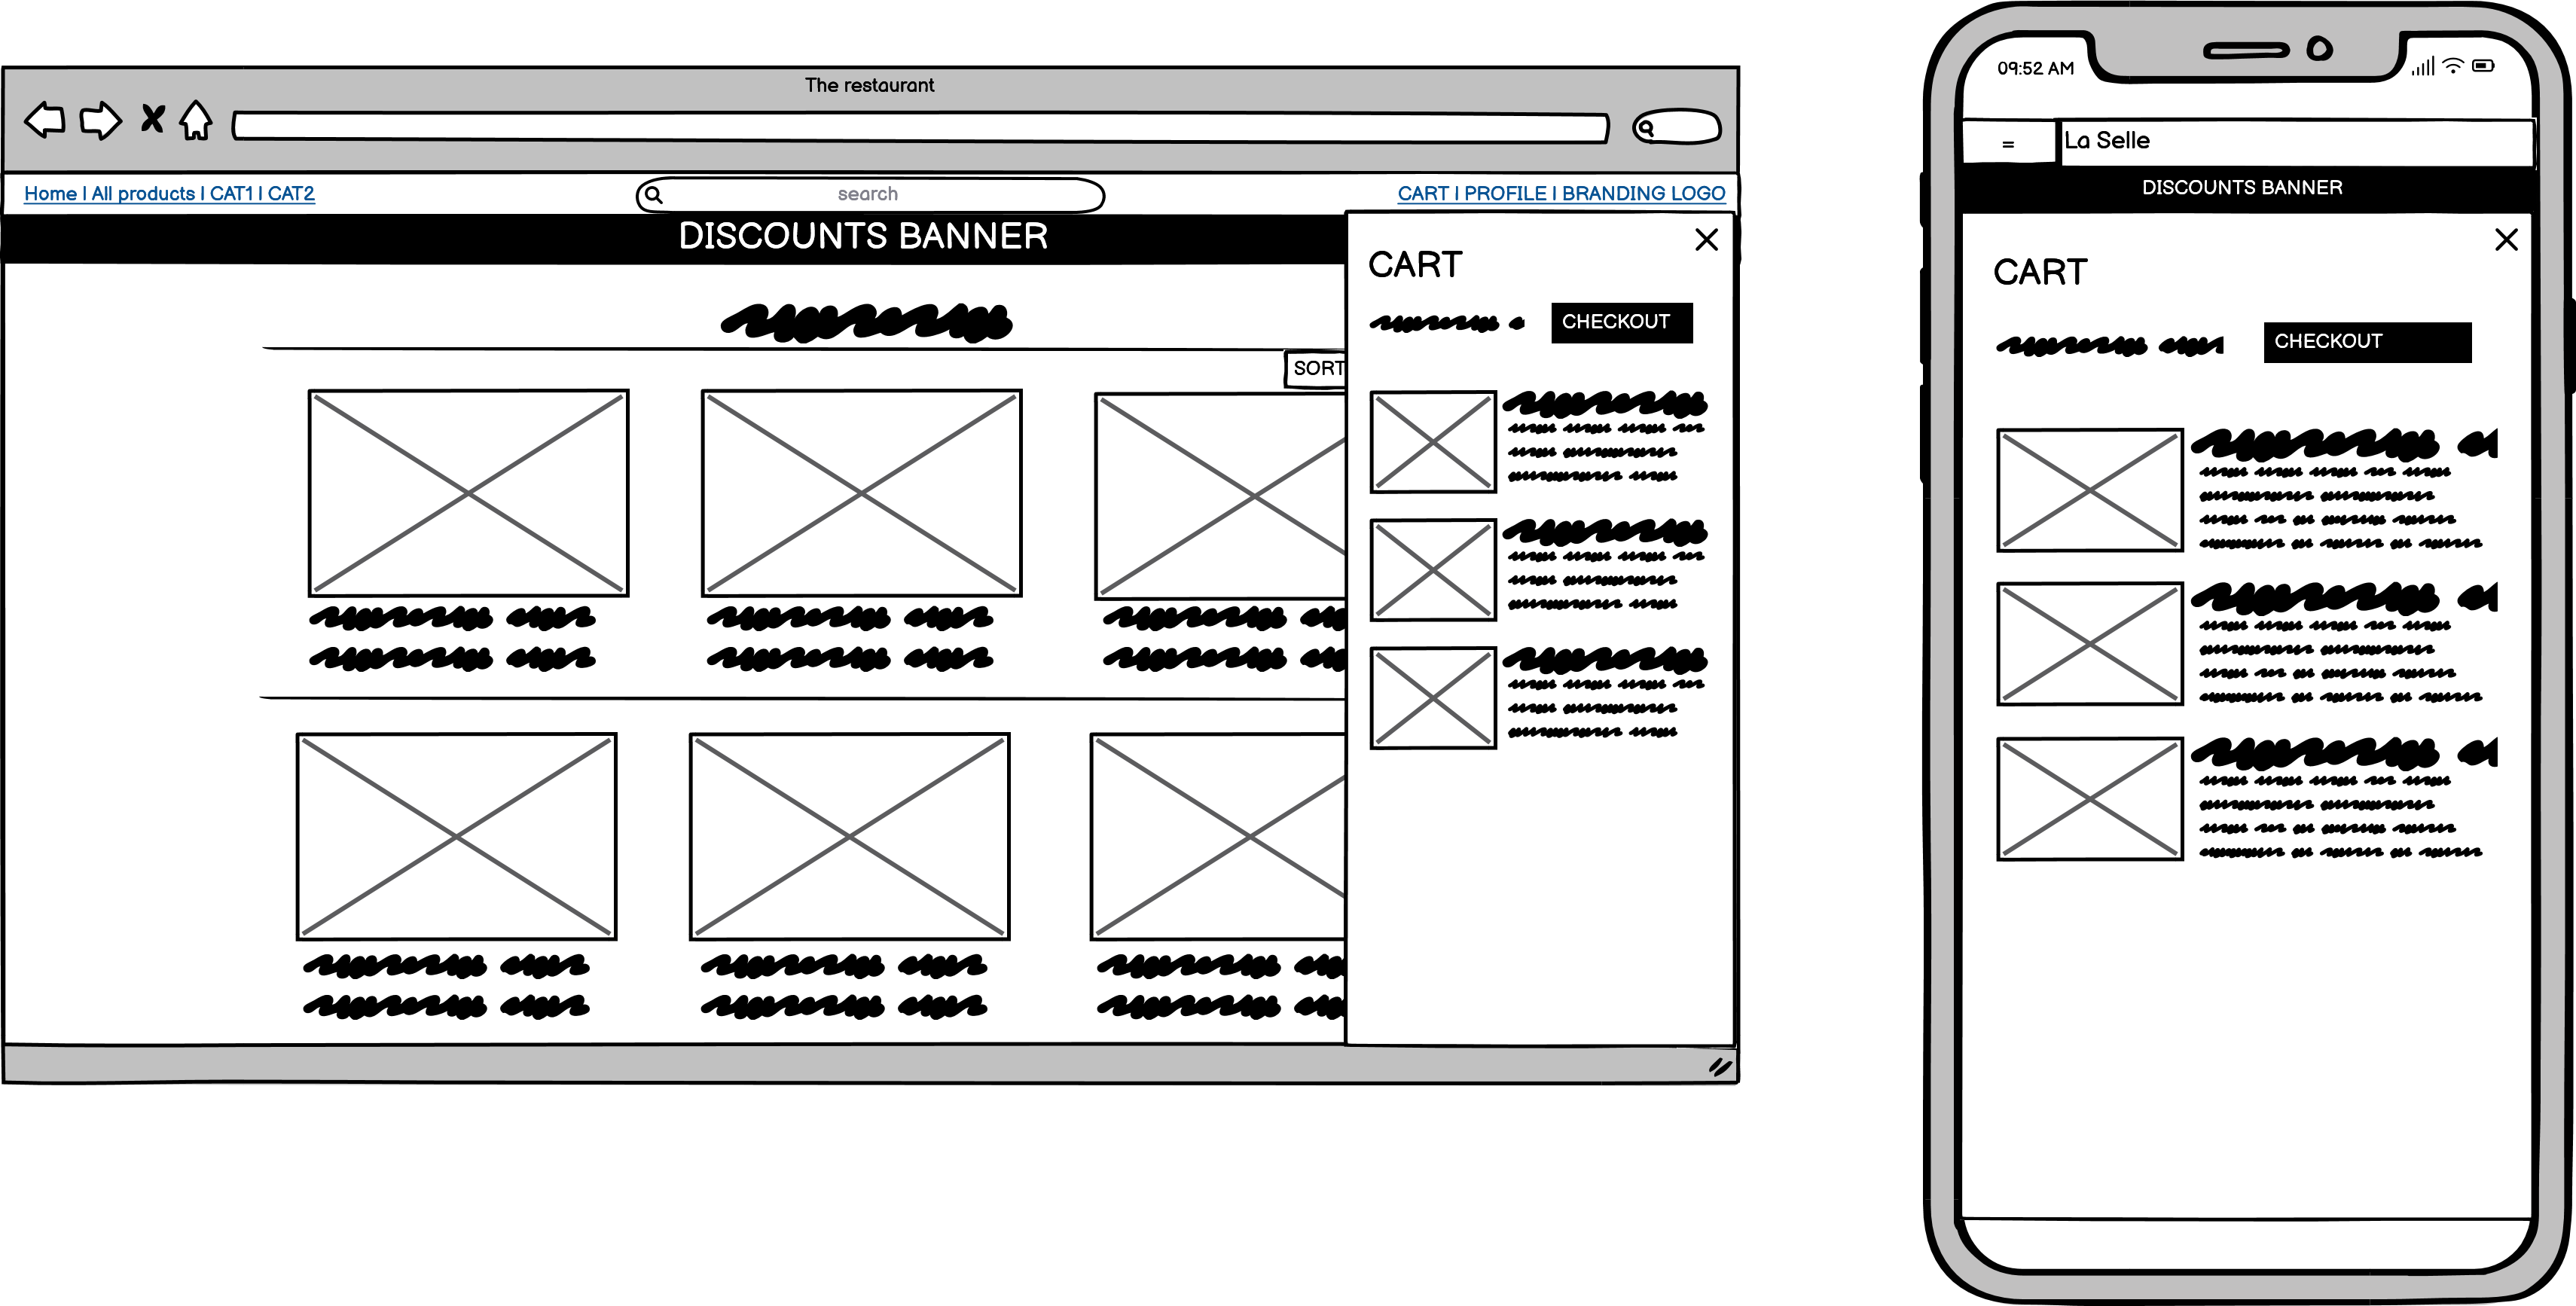 The restaurant
Home | All products | CAT1 | CAT2
search
CART | PROFILE | BRANDING LOGO
DISCOUNTS BANNER
CART
CHECKOUT
SORT
09:52 AM
=
La Selle
DISCOUNTS BANNER
CART
CHECKOUT